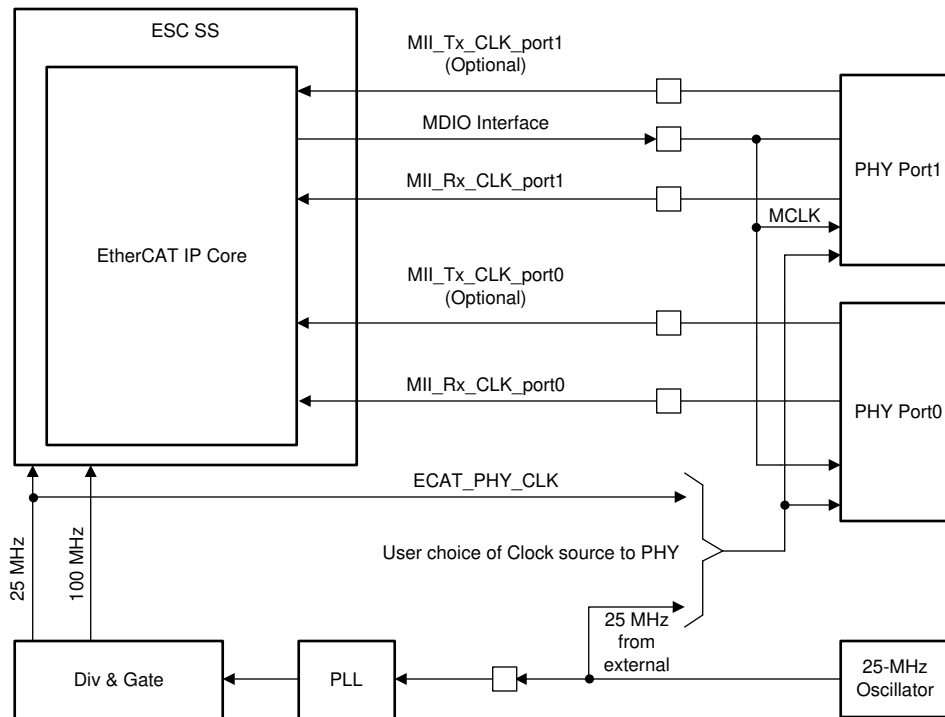 ESC SS
EtherCAT IP Core
MII_Tx_CLK_port1
(Optional)
MDIO Interface
MII_Rx_CLK_port1
MCLK
PHY Port1
MII_Tx_CLK_port0
(Optional)
MII_Rx_CLK_port0
PHY Port0
ECAT_PHY_CLK
User choice of Clock source to PHY
25 MHz
100 MHz
25 MHz
from
external
Div & Gate
PLL
25-MHz
Oscillator